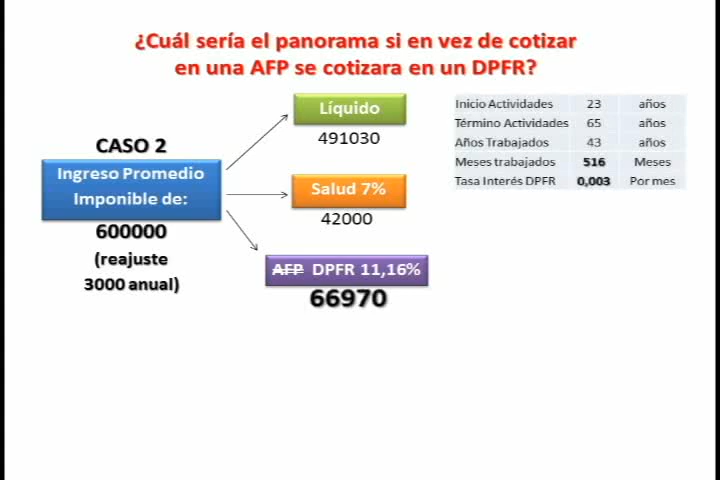 ¿Cuál sería el panorama si en vez de cotizar
en una AFP se cotizara en un DPFR?
CASO 2
Ingreso Promedio
Imponible de:
600000
(reajuste
3000 anual)
Líquido
491030
Salud 7%
42000
AFP DPFR 11,16%
66970
Inicio Actividades 23 años
Término Actividades 65 años
Años Trabajados 43 años
Meses trabajados 516 Meses
Tasa Interés DPFR 0,003 Por mes